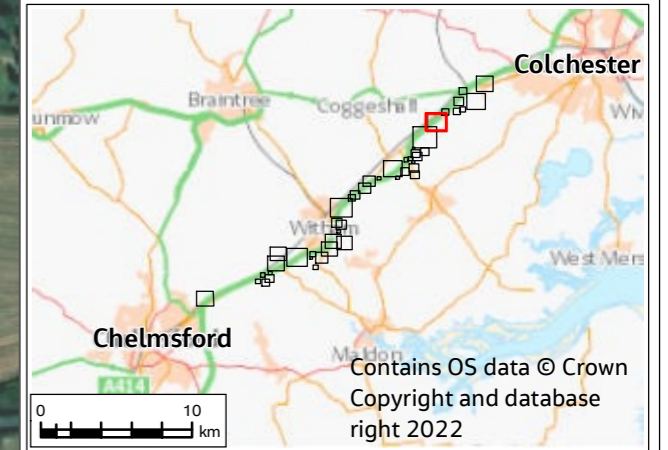 Colchester
Braintree
Coggeshall
unmow
Witham
West Mers
Chelmsford
Maldon
A414
Contains OS data © Crown
Copyright and database
right 2022
0 10
km